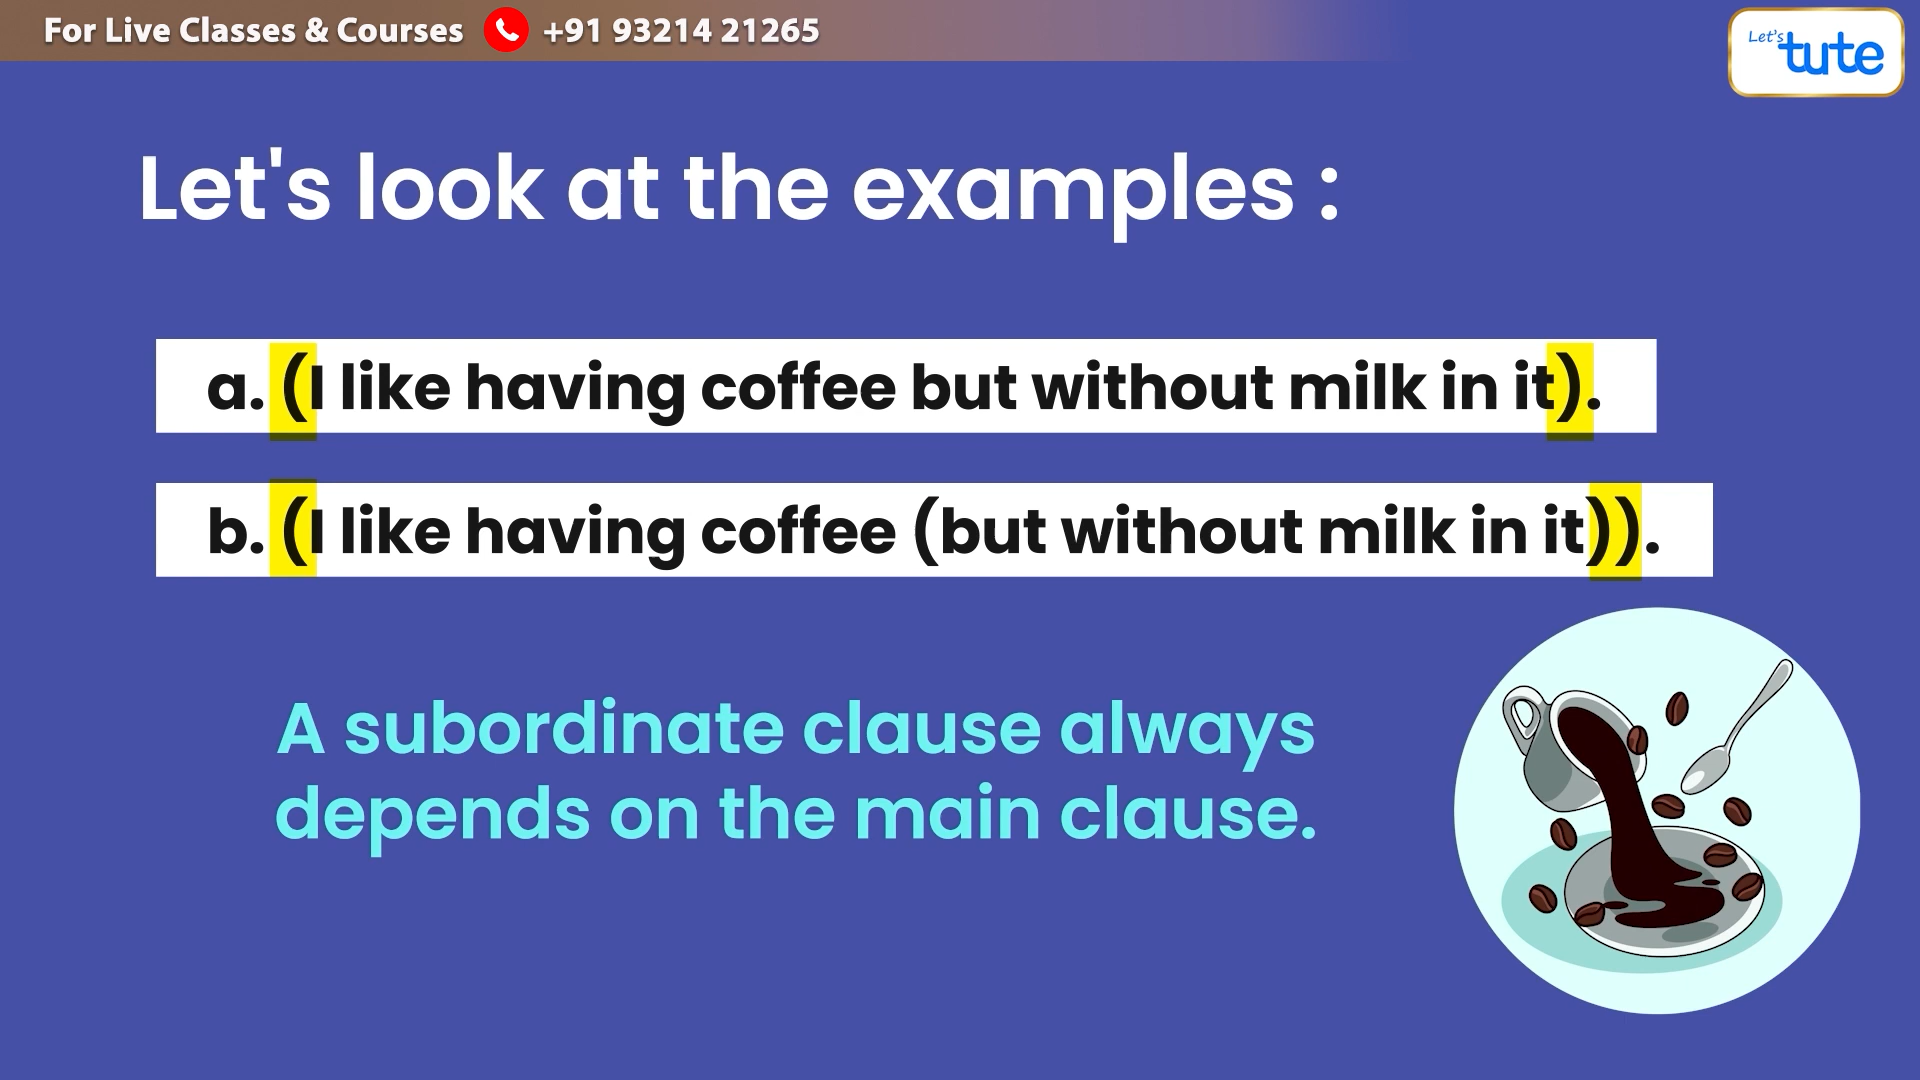 For Live Classes & Courses +91 93214 21265
Let's tute
Let's look at the examples :
a. (I like having coffee but without milk in it).
b. (I like having coffee (but without milk in it)).
A subordinate clause always
depends on the main clause.